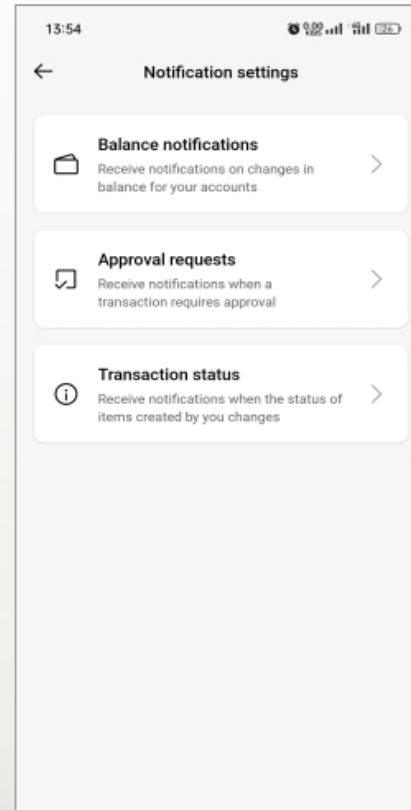 13:54
26
Notification settings
Balance notifications
Receive notifications on changes in
balance for your accounts
Approval requests
Receive notifications when a
transaction requires approval
Transaction status
Receive notifications when the status of
items created by you changes